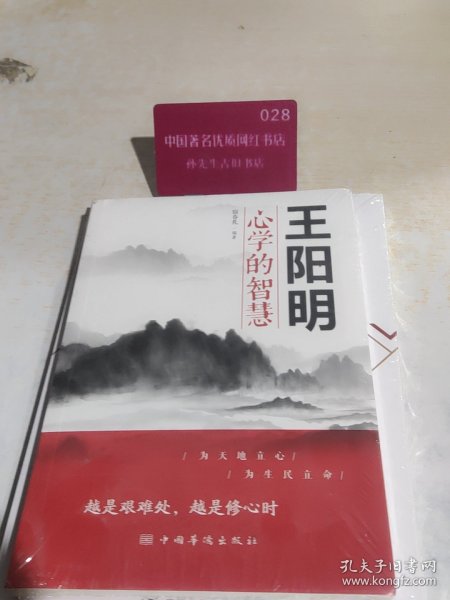 028
中国著名优质网红书店
孙先生古旧书店
王阳明
心学的智慧
编著
/ 为天地立心 /
/ 为生民立命 /
越是艰难处，越是修心时
中国华侨出版社
孔夫子旧书网
www.kongfz.com